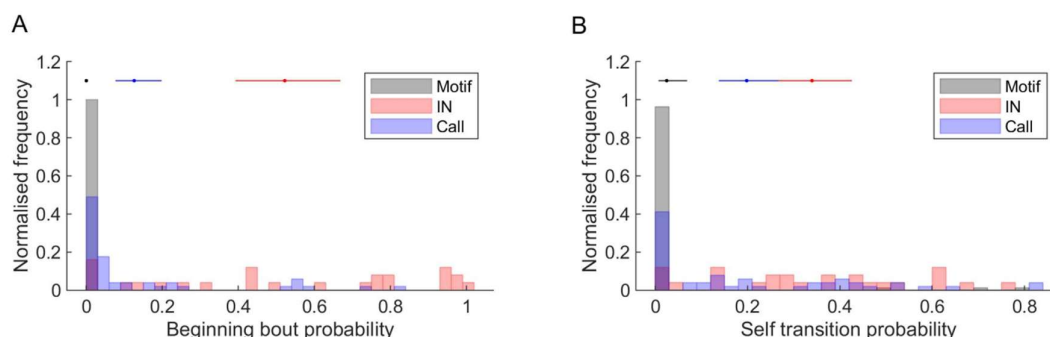 A
B
1.2
1
0.8
0.6
0.4
0.2
0
Normalised frequency
Motif
IN
Call
0 0.2 0.4 0.6 0.8 1
Beginning bout probability
1.2
1
0.8
0.6
0.4
0.2
0
Normalised frequency
Motif
IN
Call
0 0.2 0.4 0.6 0.8
Self transition probability